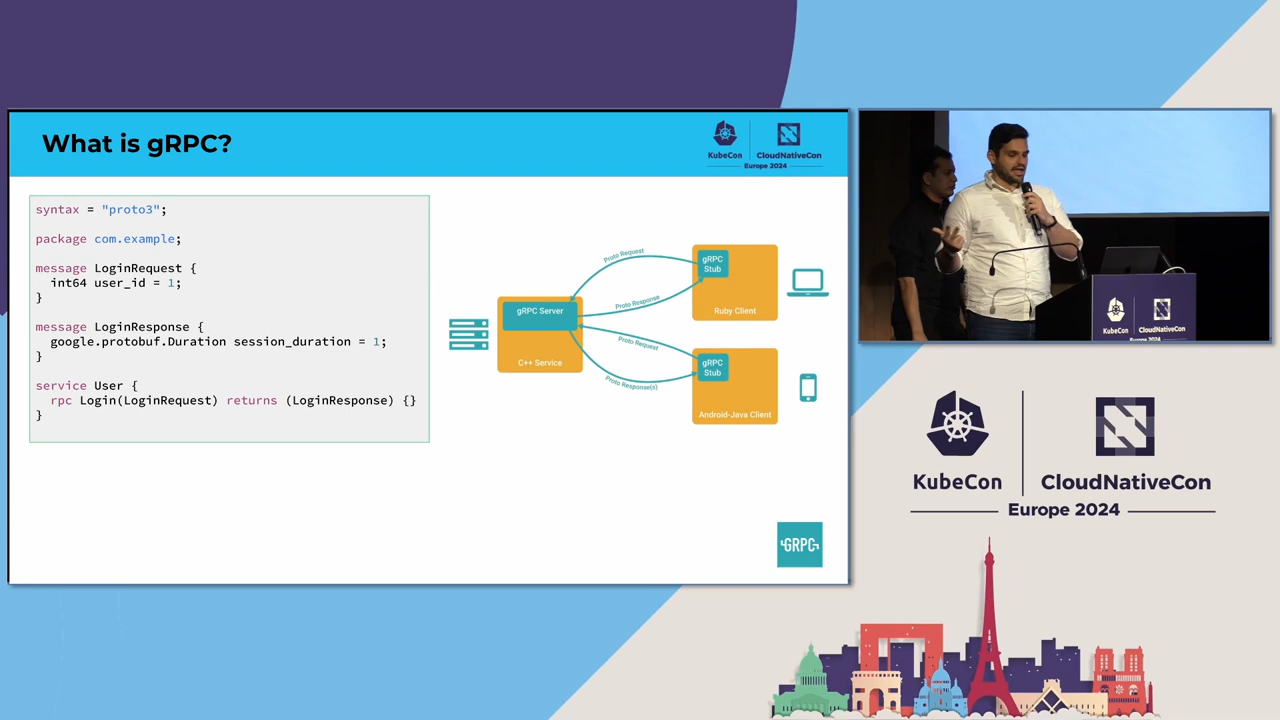 What is gRPC?
KubeCon
CloudNativeCon
Europe 2024
syntax = "proto3";
package com.example;
message LoginRequest {
int64 user_id = 1;
}
message LoginResponse {
google.protobuf.Duration session_duration = 1;
}
service User {
rpc Login(LoginRequest) returns (LoginResponse) {}
}
gRPC Server
C++ Service
Proto Request
Proto Response
Proto Request
Proto Response(s)
gRPC
Stub
Ruby Client
gRPC
Stub
Android-Java Client
GRPC
KubeCon
CloudNativeCon
KubeCon
CloudNativeCon
Europe 2024